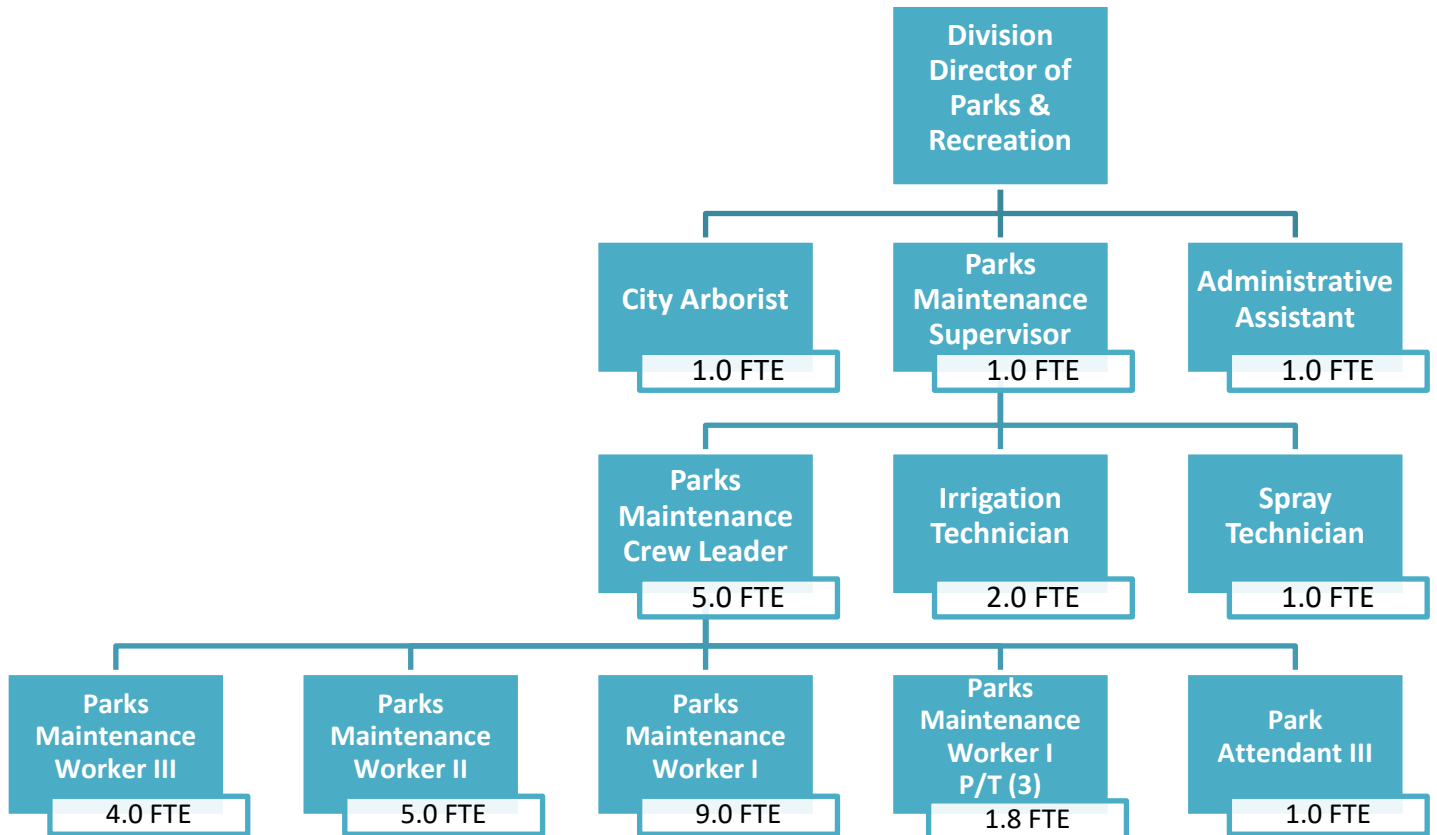 Division
Director of
Parks &
Recreation
City Arborist
1.0 FTE
Parks
Maintenance
Supervisor
1.0 FTE
Administrative
Assistant
1.0 FTE
Parks
Maintenance
Crew Leader
5.0 FTE
Irrigation
Technician
2.0 FTE
Spray
Technician
1.0 FTE
Parks
Maintenance
Worker III
4.0 FTE
Parks
Maintenance
Worker II
5.0 FTE
Parks
Maintenance
Worker I
9.0 FTE
Parks
Maintenance
Worker I
P/T (3)
1.8 FTE
Park
Attendant III
1.0 FTE